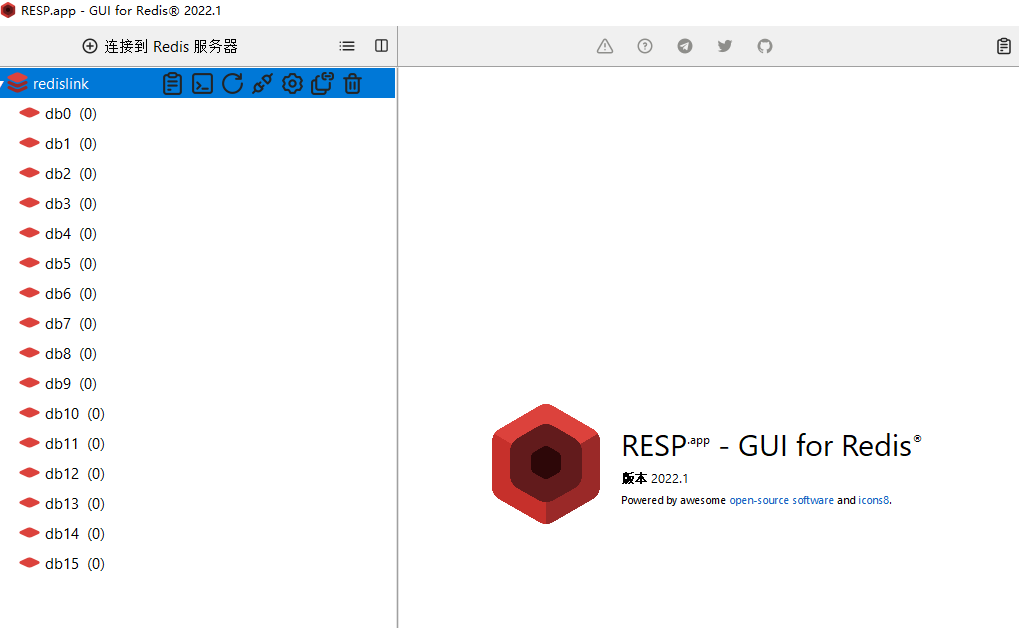 RESP.app - GUI for Redis® 2022.1
连接到 Redis 服务器
redislink
db0 (0)
db1 (0)
db2 (0)
db3 (0)
db4 (0)
db5 (0)
db6 (0)
db7 (0)
db8 (0)
db9 (0)
db10 (0)
db11 (0)
db12 (0)
db13 (0)
db14 (0)
db15 (0)
RESP.app - GUI for Redis®
版本 2022.1
Powered by awesome open-source software and icons8.